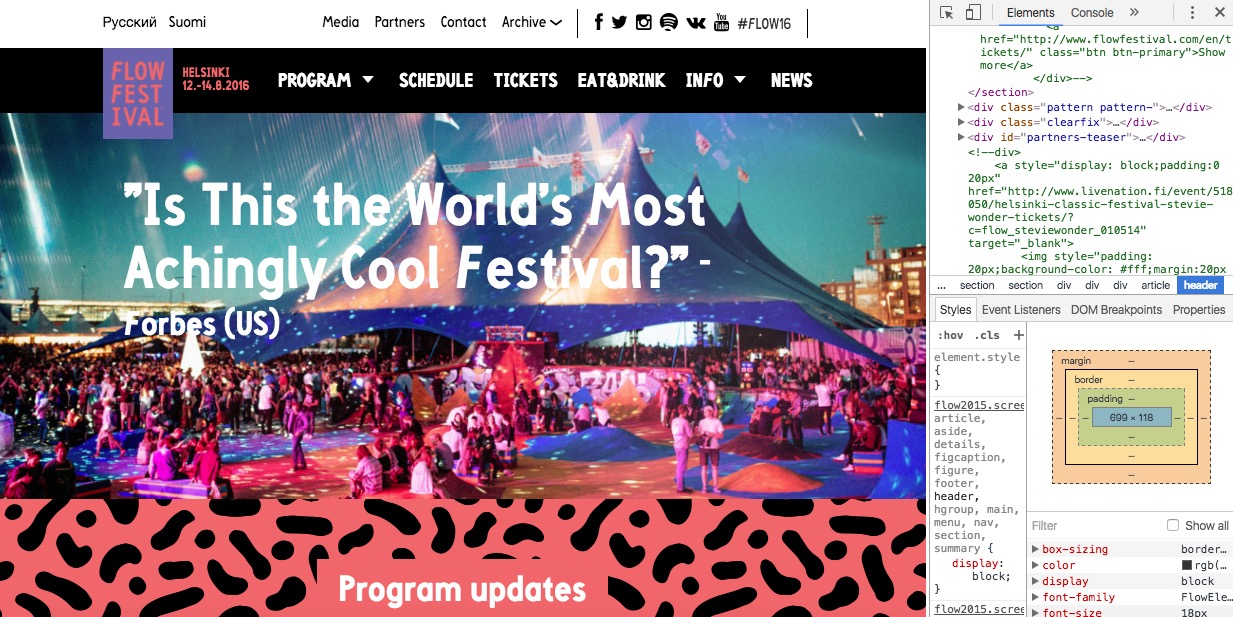 Русский Suomi Media Partners Contact Archive #FLOW16
FLOW
FEST
IVAL
HELSINKI
12.-14.8.2016
PROGRAM SCHEDULE TICKETS EAT&DRINK INFO NEWS
"Is This the World's Most
Achingly Cool Festival?" -
Forbes (US)
Program updates
Elements Console
<a
href="http://www.flowfestival.com/en/t
ickets/" class="btn btn-primary">Show
more</a>
</div>-->
</section>
<div class="pattern pattern-">…</div>
<div class="clearfix">…</div>
<div id="partners-teaser">…</div>
<!--div>
<a style="display: block;padding:0
20px"
href="http://www.livenation.fi/event/518
050/helsinki-classic-festival-stevie-
wonder-tickets/?
c=flow_steviewonder_010514"
target="_blank">
<img style="padding:
20px;background-color: #fff;margin:20px
... section section div div div article header
Styles Event Listeners DOM Breakpoints Properties
:hov .cls +
element.style
{
}
flow2015.scree
article,
aside,
details,
figcaption,
figure,
footer,
header,
hgroup, main,
menu, nav,
section,
summary {
display:
block;
}
flow2015.scree
margin –
border –
padding –
– – – 699 × 118 – – –
–
–
–
Filter Show all
box-sizing border…
color rgb(…
display block
font-family FlowEle…
font-size 18px